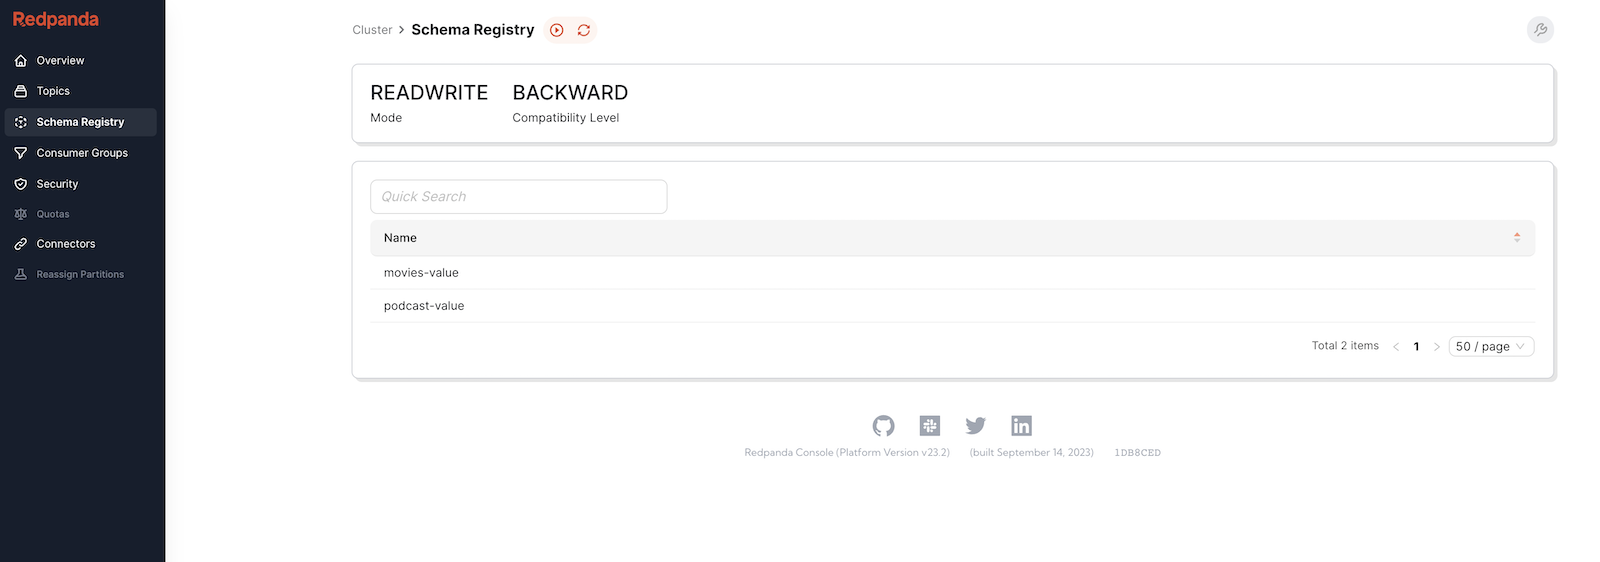 Redpanda
Overview
Topics
Schema Registry
Consumer Groups
Security
Quotas
Connectors
Reassign Partitions
Cluster > Schema Registry
READWRITE BACKWARD
Mode Compatibility Level
Quick Search
Name
movies-value
podcast-value
Total 2 items < 1 > 50 / page
in
Redpanda Console (Platform Version v23.2) (built September 14, 2023) 1DB8CED